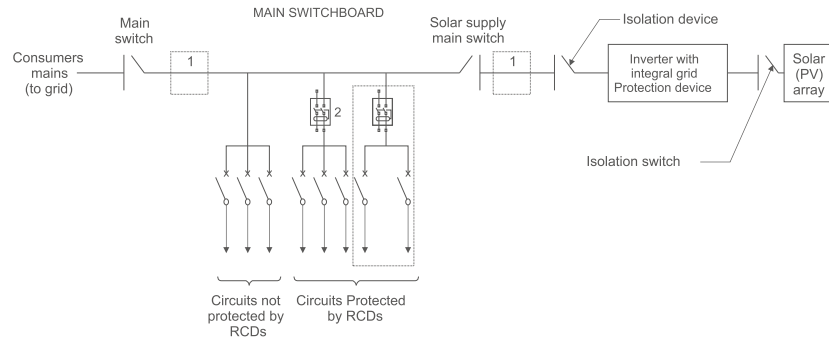 MAIN SWITCHBOARD
Main
switch
Solar supply
main switch
Isolation device
Consumers
mains
(to grid)
1
1
Inverter with
integral grid
Protection device
Solar
(PV)
array
2
Isolation switch
Circuits not
protected by
RCDs
Circuits Protected
by RCDs